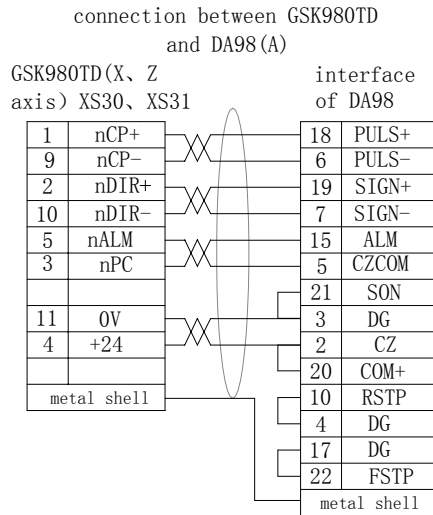 connection between GSK980TD
and DA98(A)
GSK980TD(X、Z
axis) XS30、XS31
interface
of DA98
1 nCP+
9 nCP-
2 nDIR+
10 nDIR-
5 nALM
3 nPC
11 0V
4 +24
metal shell
18 PULS+
6 PULS-
19 SIGN+
7 SIGN-
15 ALM
5 CZCOM
21 SON
3 DG
2 CZ
20 COM+
10 RSTP
4 DG
17 DG
22 FSTP
metal shell